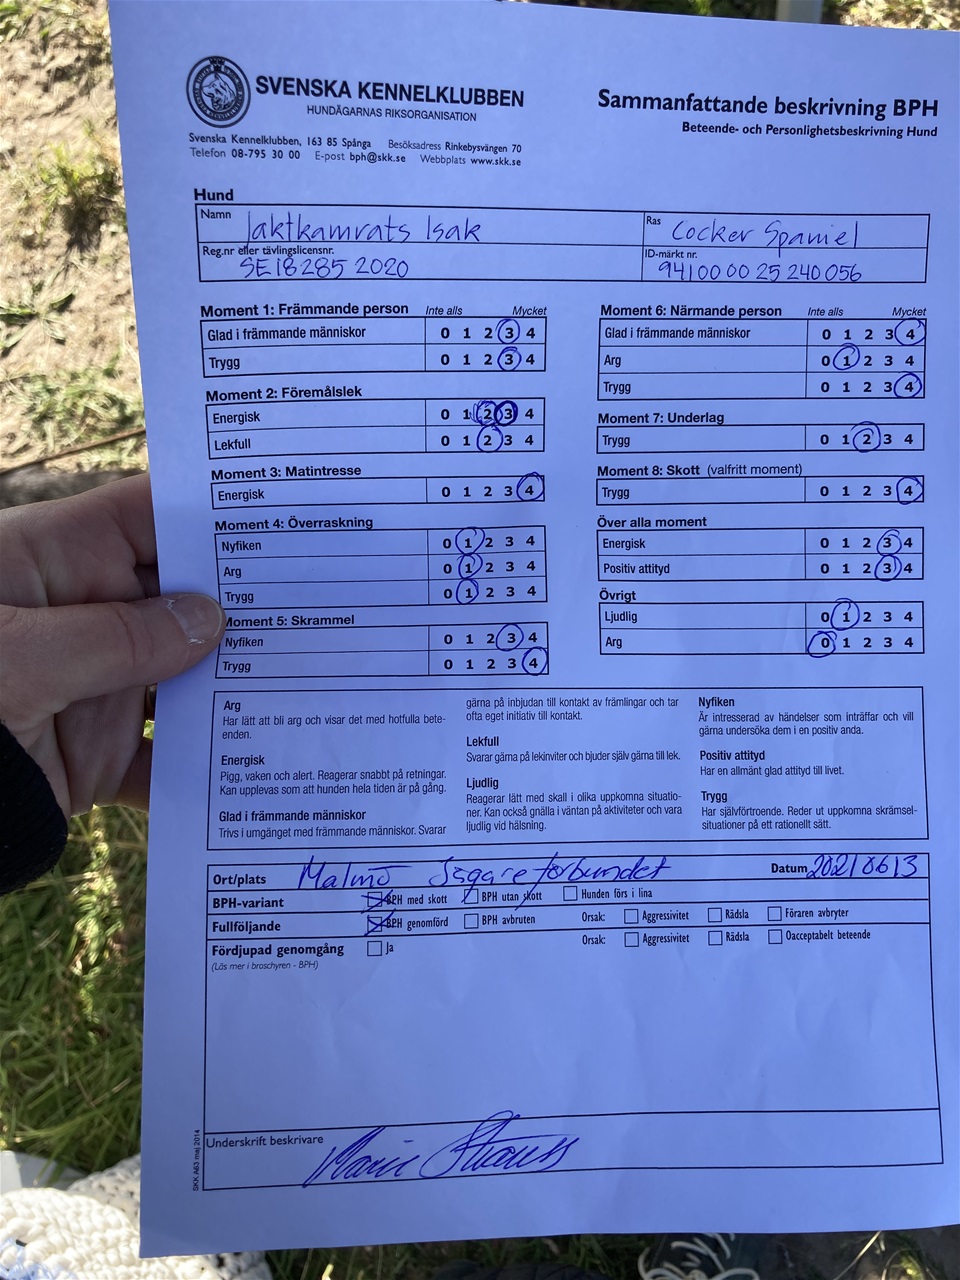 SVENSKA KENNELKLUBBEN
HUNDÄGARNAS RIKSORGANISATION
Svenska Kennelklubben, 163 85 Spånga Besöksadress Rinkebysvängen 70
Telefon 08-795 30 00 E-post bph@skk.se Webbplats www.skk.se
Sammanfattande beskrivning BPH
Beteende- och Personlighetsbeskrivning Hund
Hund
Namn Jaktkamrats Isak
Ras Cocker Spaniel
Reg.nr eller tävlingslicensnr. SE18285 2020
ID-märkt nr. 941000025240056
Moment 1: Främmande person Inte alls Mycket
Glad i främmande människor 0 1 2 3 4
Trygg 0 1 2 3 4
Moment 2: Föremålslek
Energisk 0 1 2 3 4
Lekfull 0 1 2 3 4
Moment 3: Matintresse
Energisk 0 1 2 3 4
Moment 4: Överraskning
Nyfiken 0 1 2 3 4
Arg 0 1 2 3 4
Trygg 0 1 2 3 4
Moment 5: Skrammel
Nyfiken 0 1 2 3 4
Trygg 0 1 2 3 4
Moment 6: Närmande person Inte alls Mycket
Glad i främmande människor 0 1 2 3 4
Arg 0 1 2 3 4
Trygg 0 1 2 3 4
Moment 7: Underlag
Trygg 0 1 2 3 4
Moment 8: Skott (valfritt moment)
Trygg 0 1 2 3 4
Över alla moment
Energisk 0 1 2 3 4
Positiv attityd 0 1 2 3 4
Övrigt
Ljudlig 0 1 2 3 4
Arg 0 1 2 3 4
Arg
Har lätt att bli arg och visar det med hotfulla bete-
enden.
Energisk
Pigg, vaken och alert. Reagerar snabbt på retningar.
Kan upplevas som att hunden hela tiden är på gång.
Glad i främmande människor
Trivs i umgänget med främmande människor. Svarar
gärna på inbjudan till kontakt av främlingar och tar
ofta eget initiativ till kontakt.
Lekfull
Svarar gärna på lekinviter och bjuder själv gärna till lek.
Ljudlig
Reagerar lätt med skall i olika uppkomna situatio-
ner. Kan också gnälla i väntan på aktiviteter och vara
ljudlig vid hälsning.
Nyfiken
Är intresserad av händelser som inträffar och vill
gärna undersöka dem i en positiv anda.
Positiv attityd
Har en allmänt glad attityd till livet.
Trygg
Har självförtroende. Reder ut uppkomna skrämsel-
situationer på ett rationellt sätt.
Ort/plats Malmö Jägareförbundet Datum 20210613
BPH-variant BPH med skott BPH utan skott Hunden förs i lina
Fullföljande BPH genomförd BPH avbruten Orsak: Aggressivitet Rädsla Föraren avbryter
Fördjupad genomgång Ja Orsak: Aggressivitet Rädsla Oacceptabelt beteende
(Läs mer i broschyren - BPH)
Underskrift beskrivare Marie Strauss
SKK A63 maj 2014